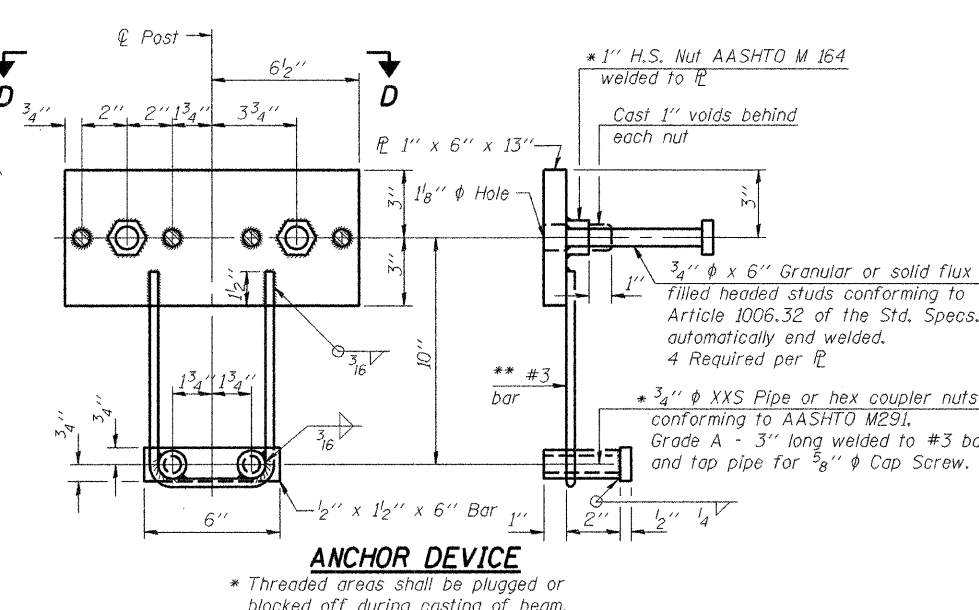 ℄ Post
D
D
6½"
¾"
2"
2"
1¾"
3¾"
3"
3"
1½"
3/16
10"
1¾"
1¾"
¾"
¾"
3/16
½" x 1½" x 6" Bar
6"
* 1" H.S. Nut AASHTO M 164
welded to ℄
Cast 1" voids behind
each nut
℄ 1" x 6" x 13"
1⅛" ϕ Hole
3"
1"
¾" ϕ x 6" Granular or solid flux
filled headed studs conforming to
Article 1006.32 of the Std. Specs.
automatically end welded.
4 Required per ℄
** #3
bar
* ¾" ϕ XXS Pipe or hex coupler nuts
conforming to AASHTO M291,
Grade A - 3" long welded to #3
and tap pipe for ⅝" ϕ Cap Screw.
1"
2"
½"
¼
ANCHOR DEVICE
* Threaded areas shall be plugged or
blocked off during casting of beam.